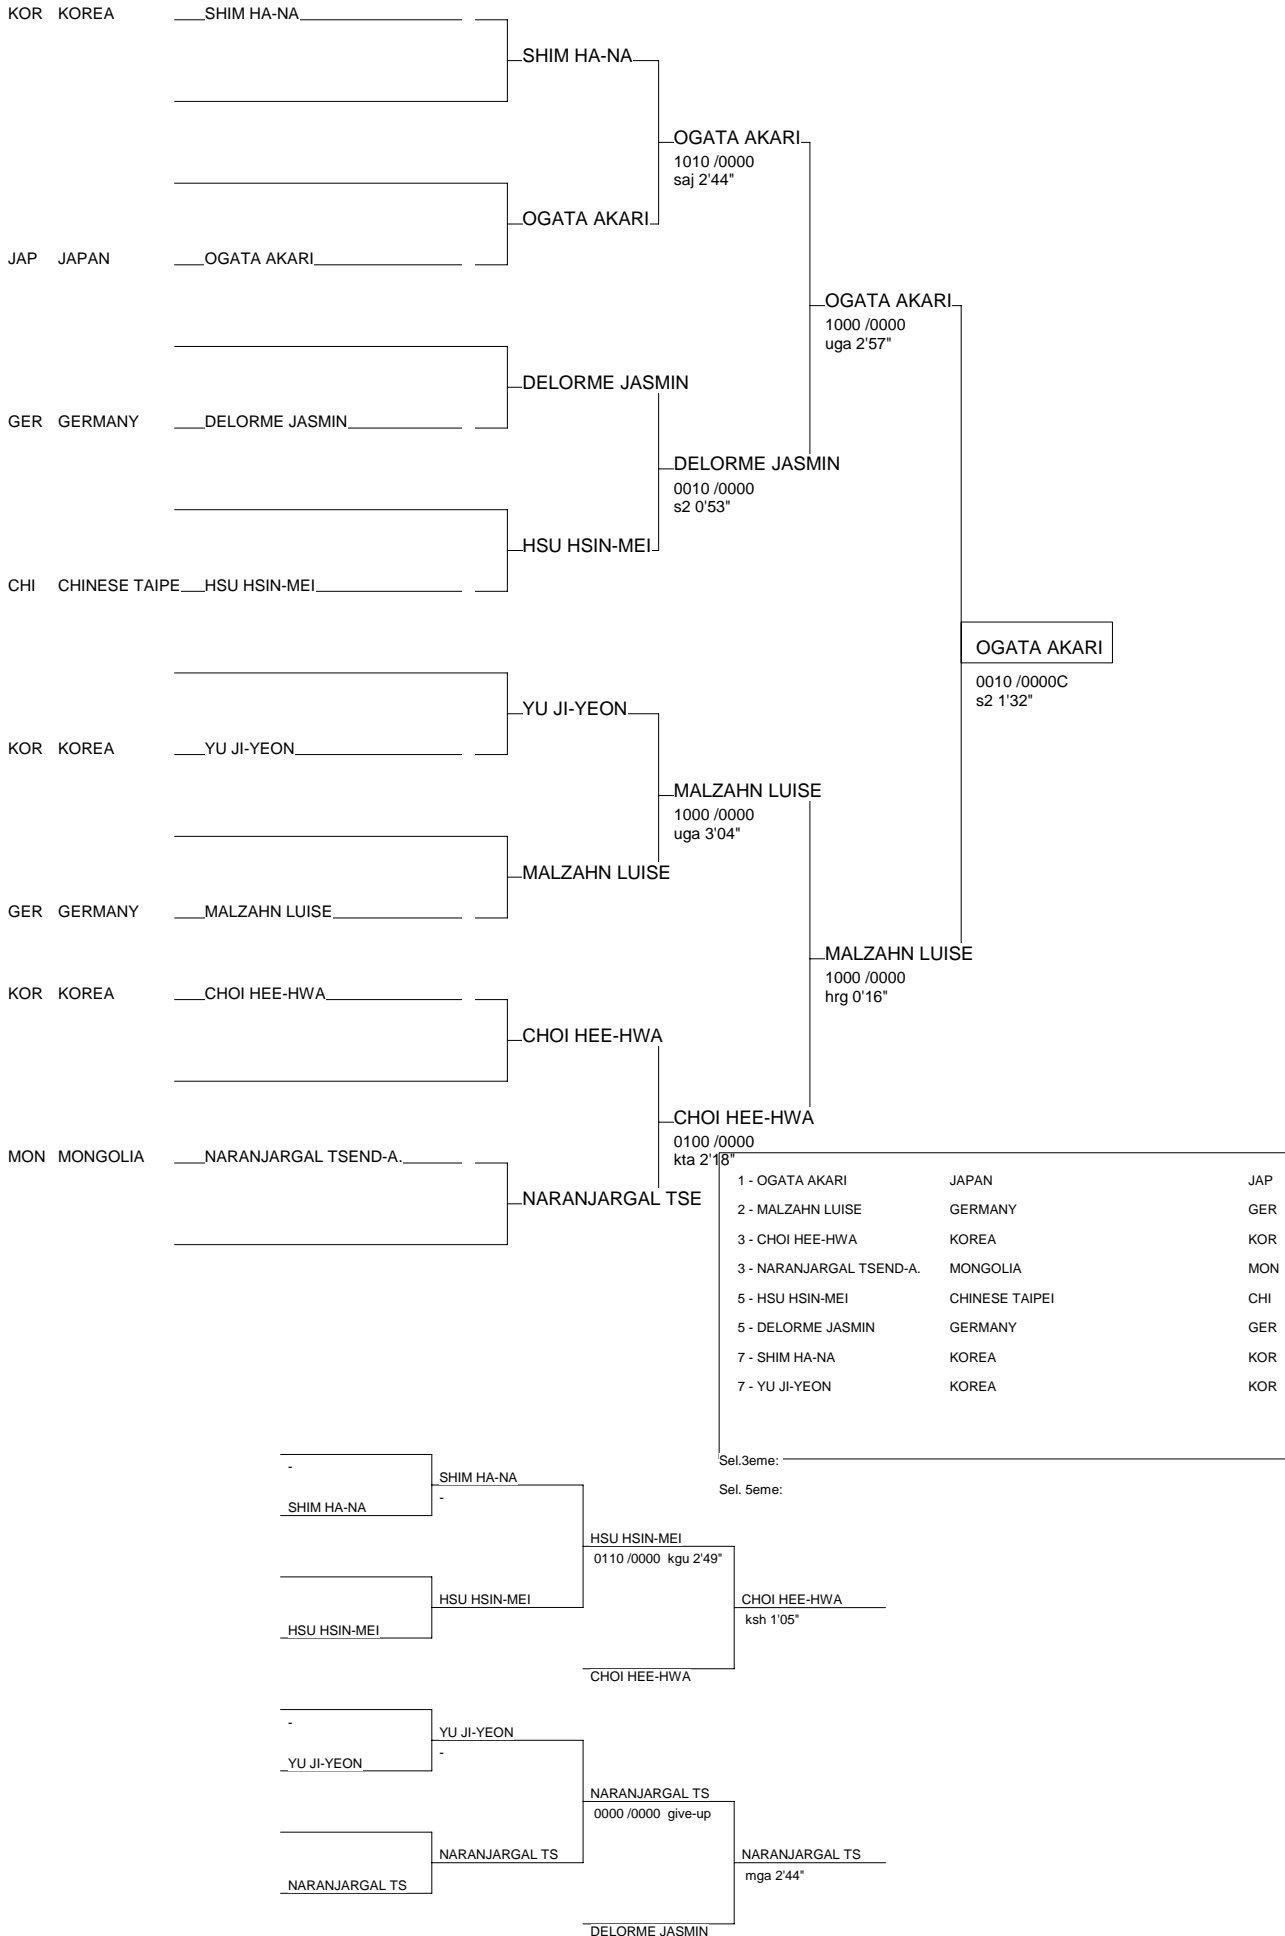 KOR KOREA SHIM HA-NA
SHIM HA-NA
OGATA AKARI
1010 /0000
saj 2'44"
OGATA AKARI
JAP JAPAN OGATA AKARI
OGATA AKARI
1000 /0000
uga 2'57"
DELORME JASMIN
GER GERMANY DELORME JASMIN
DELORME JASMIN
0010 /0000
s2 0'53"
HSU HSIN-MEI
CHI CHINESE TAIPE HSU HSIN-MEI
OGATA AKARI
0010 /0000C
s2 1'32"
YU JI-YEON
KOR KOREA YU JI-YEON
MALZAHN LUISE
1000 /0000
uga 3'04"
MALZAHN LUISE
GER GERMANY MALZAHN LUISE
MALZAHN LUISE
1000 /0000
hrg 0'16"
KOR KOREA CHOI HEE-HWA
CHOI HEE-HWA
CHOI HEE-HWA
0100 /0000
kta 2'18"
MON MONGOLIA NARANJARGAL TSEND-A.
NARANJARGAL TSE
1 - OGATA AKARI JAPAN JAP
2 - MALZAHN LUISE GERMANY GER
3 - CHOI HEE-HWA KOREA KOR
3 - NARANJARGAL TSEND-A. MONGOLIA MON
5 - HSU HSIN-MEI CHINESE TAIPEI CHI
5 - DELORME JASMIN GERMANY GER
7 - SHIM HA-NA KOREA KOR
7 - YU JI-YEON KOREA KOR
Sel.3eme:
Sel. 5eme:
-
SHIM HA-NA
-
SHIM HA-NA
HSU HSIN-MEI
0110 /0000 kgu 2'49"
HSU HSIN-MEI
HSU HSIN-MEI
CHOI HEE-HWA
ksh 1'05"
CHOI HEE-HWA
-
YU JI-YEON
-
YU JI-YEON
NARANJARGAL TS
0000 /0000 give-up
NARANJARGAL TS
NARANJARGAL TS
NARANJARGAL TS
mga 2'44"
DELORME JASMIN